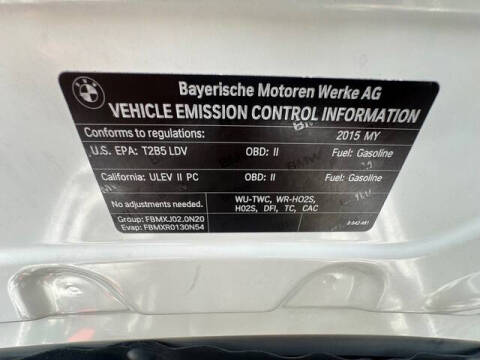 BMW
Bayerische Motoren Werke AG
VEHICLE EMISSION CONTROL INFORMATION
Conforms to regulations: 2015 MY
U.S. EPA: T2B5 LDV OBD: II Fuel: Gasoline
California: ULEV II PC OBD: II Fuel: Gasoline
No adjustments needed. WU-TWC, WR-HO2S,
HO2S, DFI, TC, CAC
Group: FBMXJ02.0N20
Evap: FBMXR0130N54